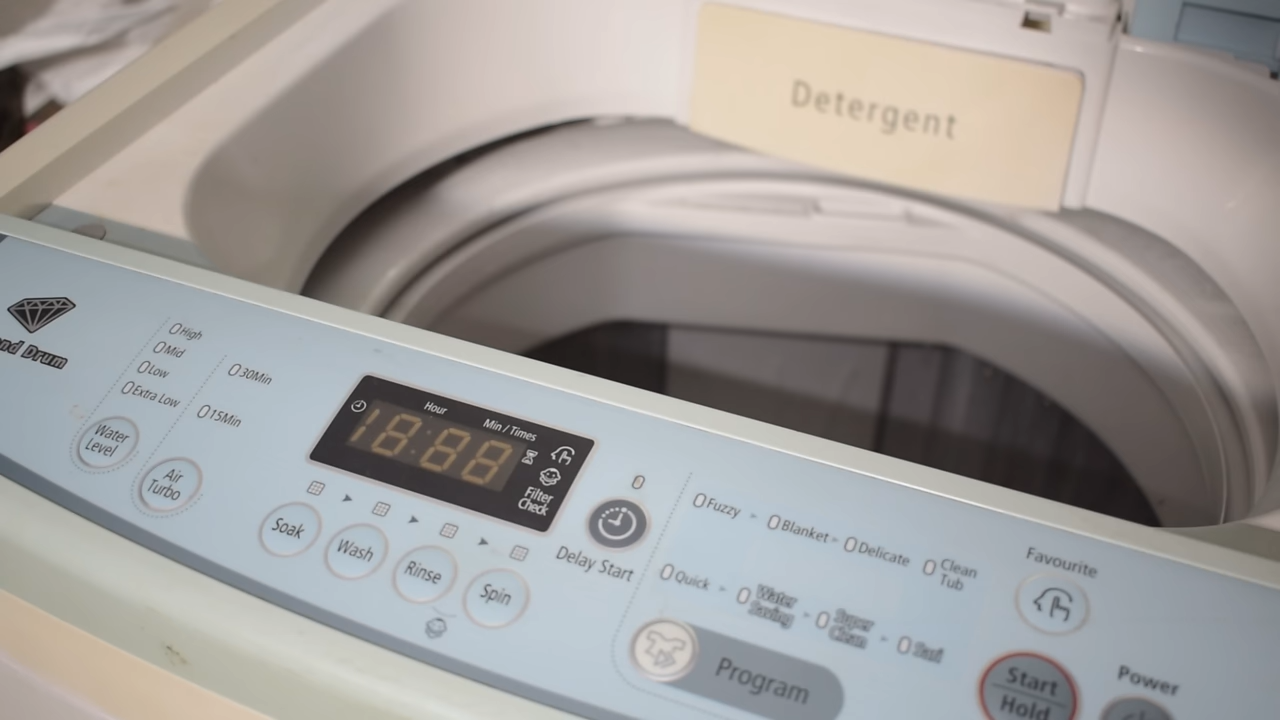 Detergent
nd Drum
High
Mid
Low
Extra Low
Water
Level
30Min
15Min
Air
Turbo
Hour
Min / Times
18:88
Filter
Check
Soak
Wash
Rinse
Spin
Delay Start
Fuzzy
Blanket
Delicate
Clean
Tub
Quick
Water
Saving
Super
Clean
Program
Favourite
Start
Hold
Power